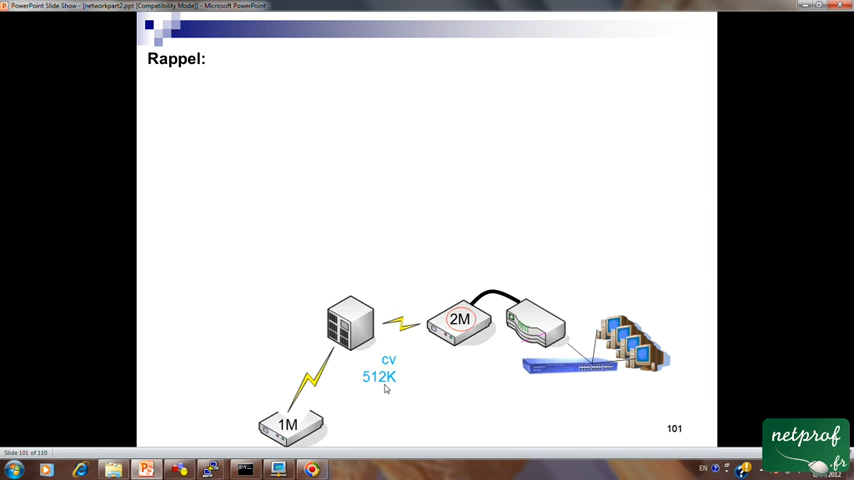 PowerPoint Slide Show - [networkpart2.ppt [Compatibility Mode]] - Microsoft PowerPoint
Rappel:
2M
cv
512K
1M
101
netprof
.fr
Slide 101 of 110
EN